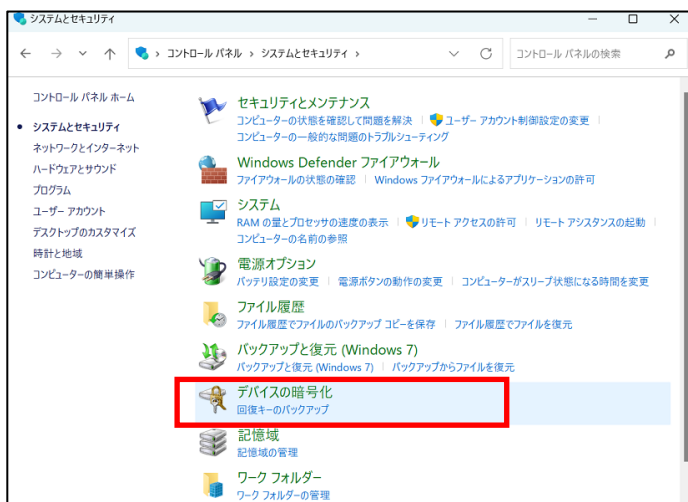 システムとセキュリティ
コントロール パネル › システムとセキュリティ ›
コントロール パネルの検索
コントロール パネル ホーム
システムとセキュリティ
ネットワークとインターネット
ハードウェアとサウンド
プログラム
ユーザー アカウント
デスクトップのカスタマイズ
時計と地域
コンピューターの簡単操作
セキュリティとメンテナンス
コンピューターの状態を確認して問題を解決 | ユーザー アカウント制御設定の変更 |
コンピューターの一般的な問題のトラブルシューティング
Windows Defender ファイアウォール
ファイアウォールの状態の確認 | Windows ファイアウォールによるアプリケーションの許可
システム
RAM の量とプロセッサの速度の表示 | リモート アクセスの許可 | リモート アシスタンスの起動 |
コンピューターの名前の参照
電源オプション
バッテリ設定の変更 | 電源ボタンの動作の変更 | コンピューターがスリープ状態になる時間を変更
ファイル履歴
ファイル履歴でファイルのバックアップ コピーを保存 | ファイル履歴でファイルを復元
バックアップと復元 (Windows 7)
バックアップと復元 (Windows 7) | バックアップからファイルを復元
デバイスの暗号化
回復キーのバックアップ
記憶域
記憶域の管理
ワーク フォルダー
ワーク フォルダーの管理